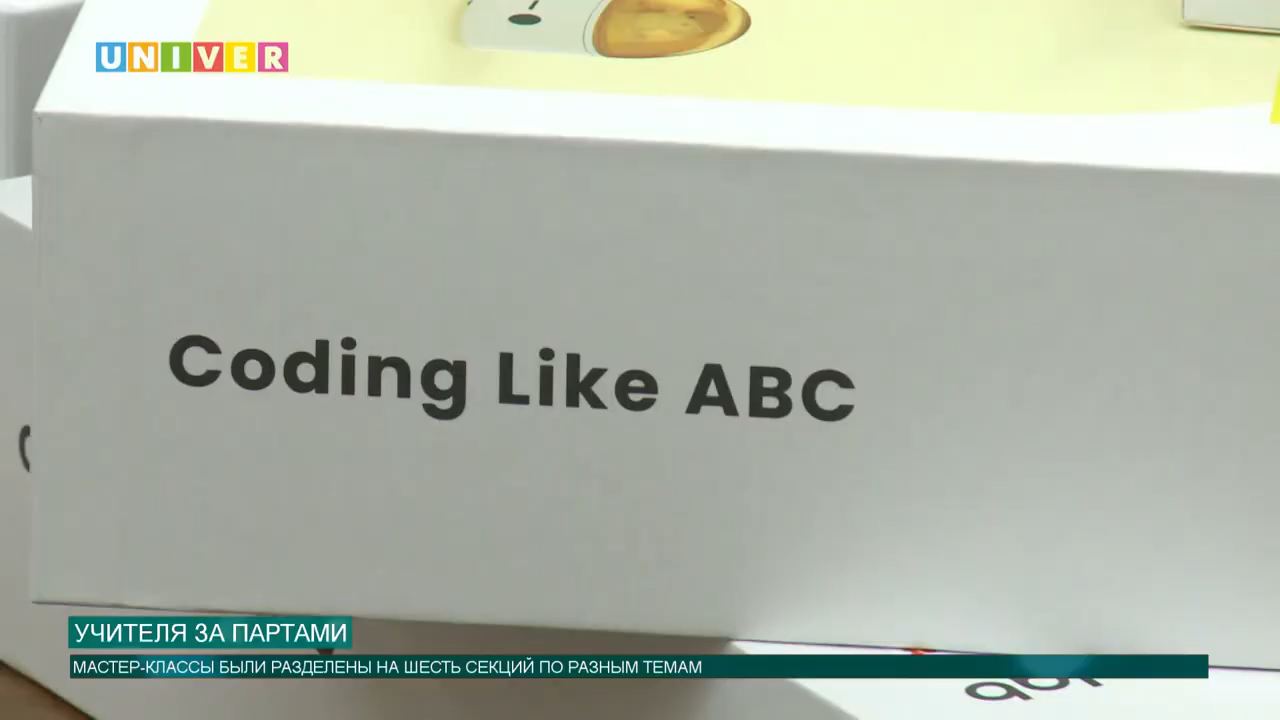 UNIVER
Coding Like ABC
УЧИТЕЛЯ ЗА ПАРТАМИ
МАСТЕР-КЛАССЫ БЫЛИ РАЗДЕЛЕНЫ НА ШЕСТЬ СЕКЦИЙ ПО РАЗНЫМ ТЕМАМ